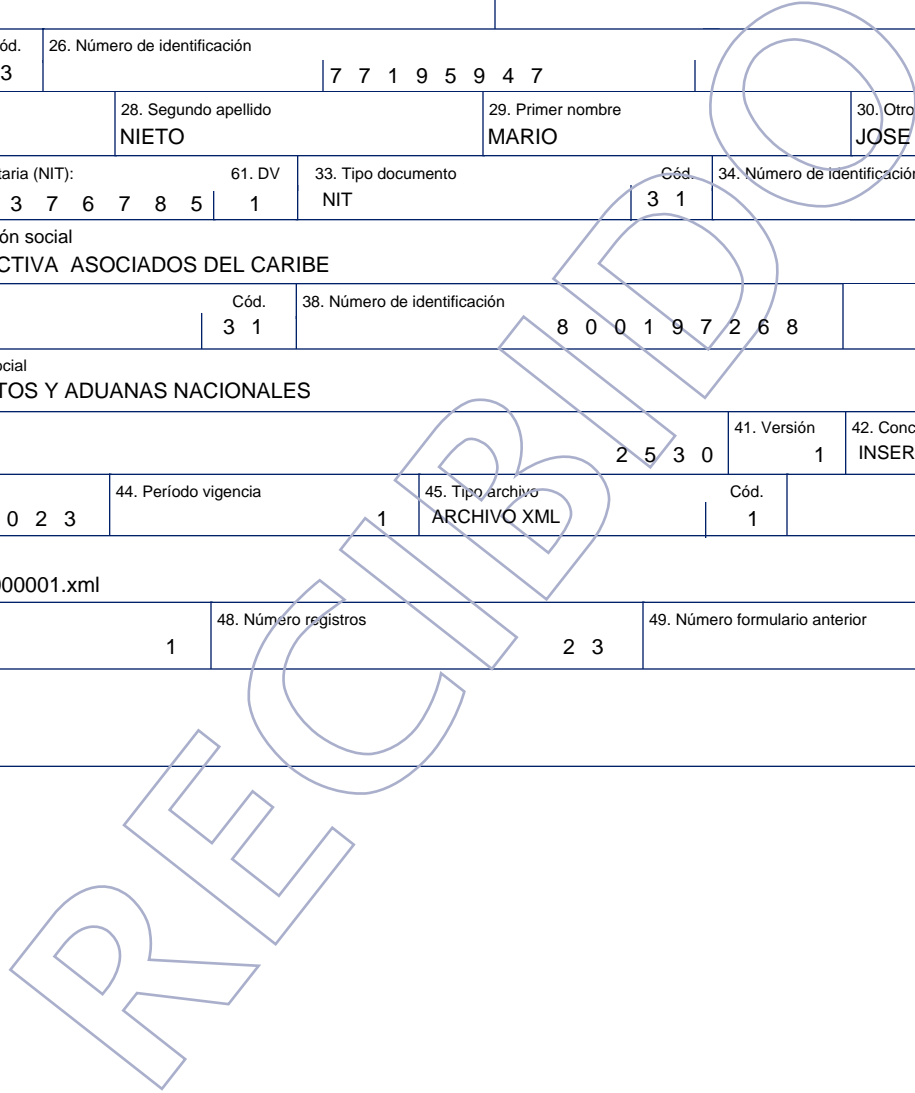 ód. 26. Número de identificación
3 7 7 1 9 5 9 4 7
28. Segundo apellido 29. Primer nombre 30. Otro
NIETO MARIO JOSE
taria (NIT): 61. DV 33. Tipo documento Cód. 34. Número de identificación
3 7 6 7 8 5 1 NIT 3 1
ón social
CTIVA ASOCIADOS DEL CARIBE
Cód. 38. Número de identificación
3 1 8 0 0 1 9 7 2 6 8
ocial
TOS Y ADUANAS NACIONALES
41. Versión 42. Conc
2 5 3 0 1 INSER
44. Período vigencia 45. Tipo archivo Cód.
0 2 3 1 ARCHIVO XML 1
000001.xml
48. Número registros 49. Número formulario anterior
1 2 3
RECIBIDO